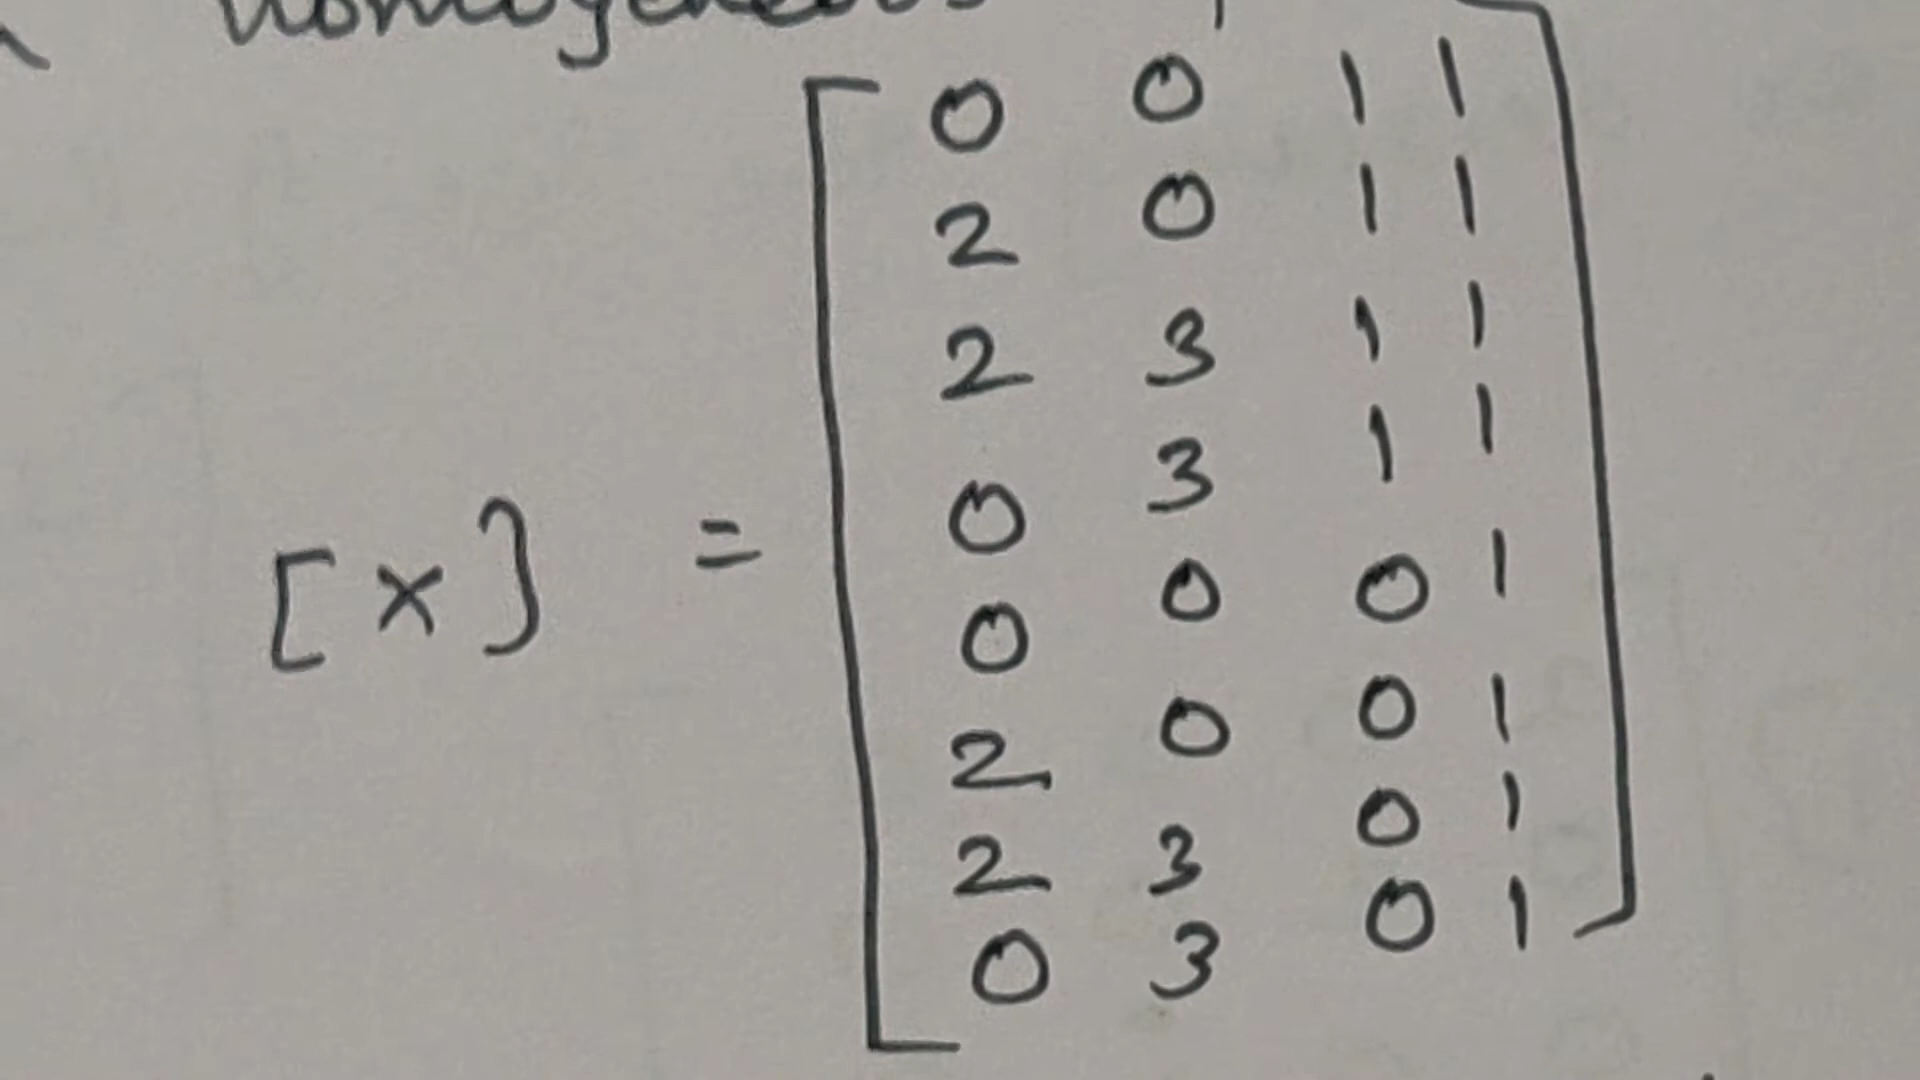 homogeneous
0 0 1 1
2 0 1 1
2 3 1 1
0 3 1 1
[x] =
0 0 0 1
2 0 0 1
2 3 0 1
0 3 0 1